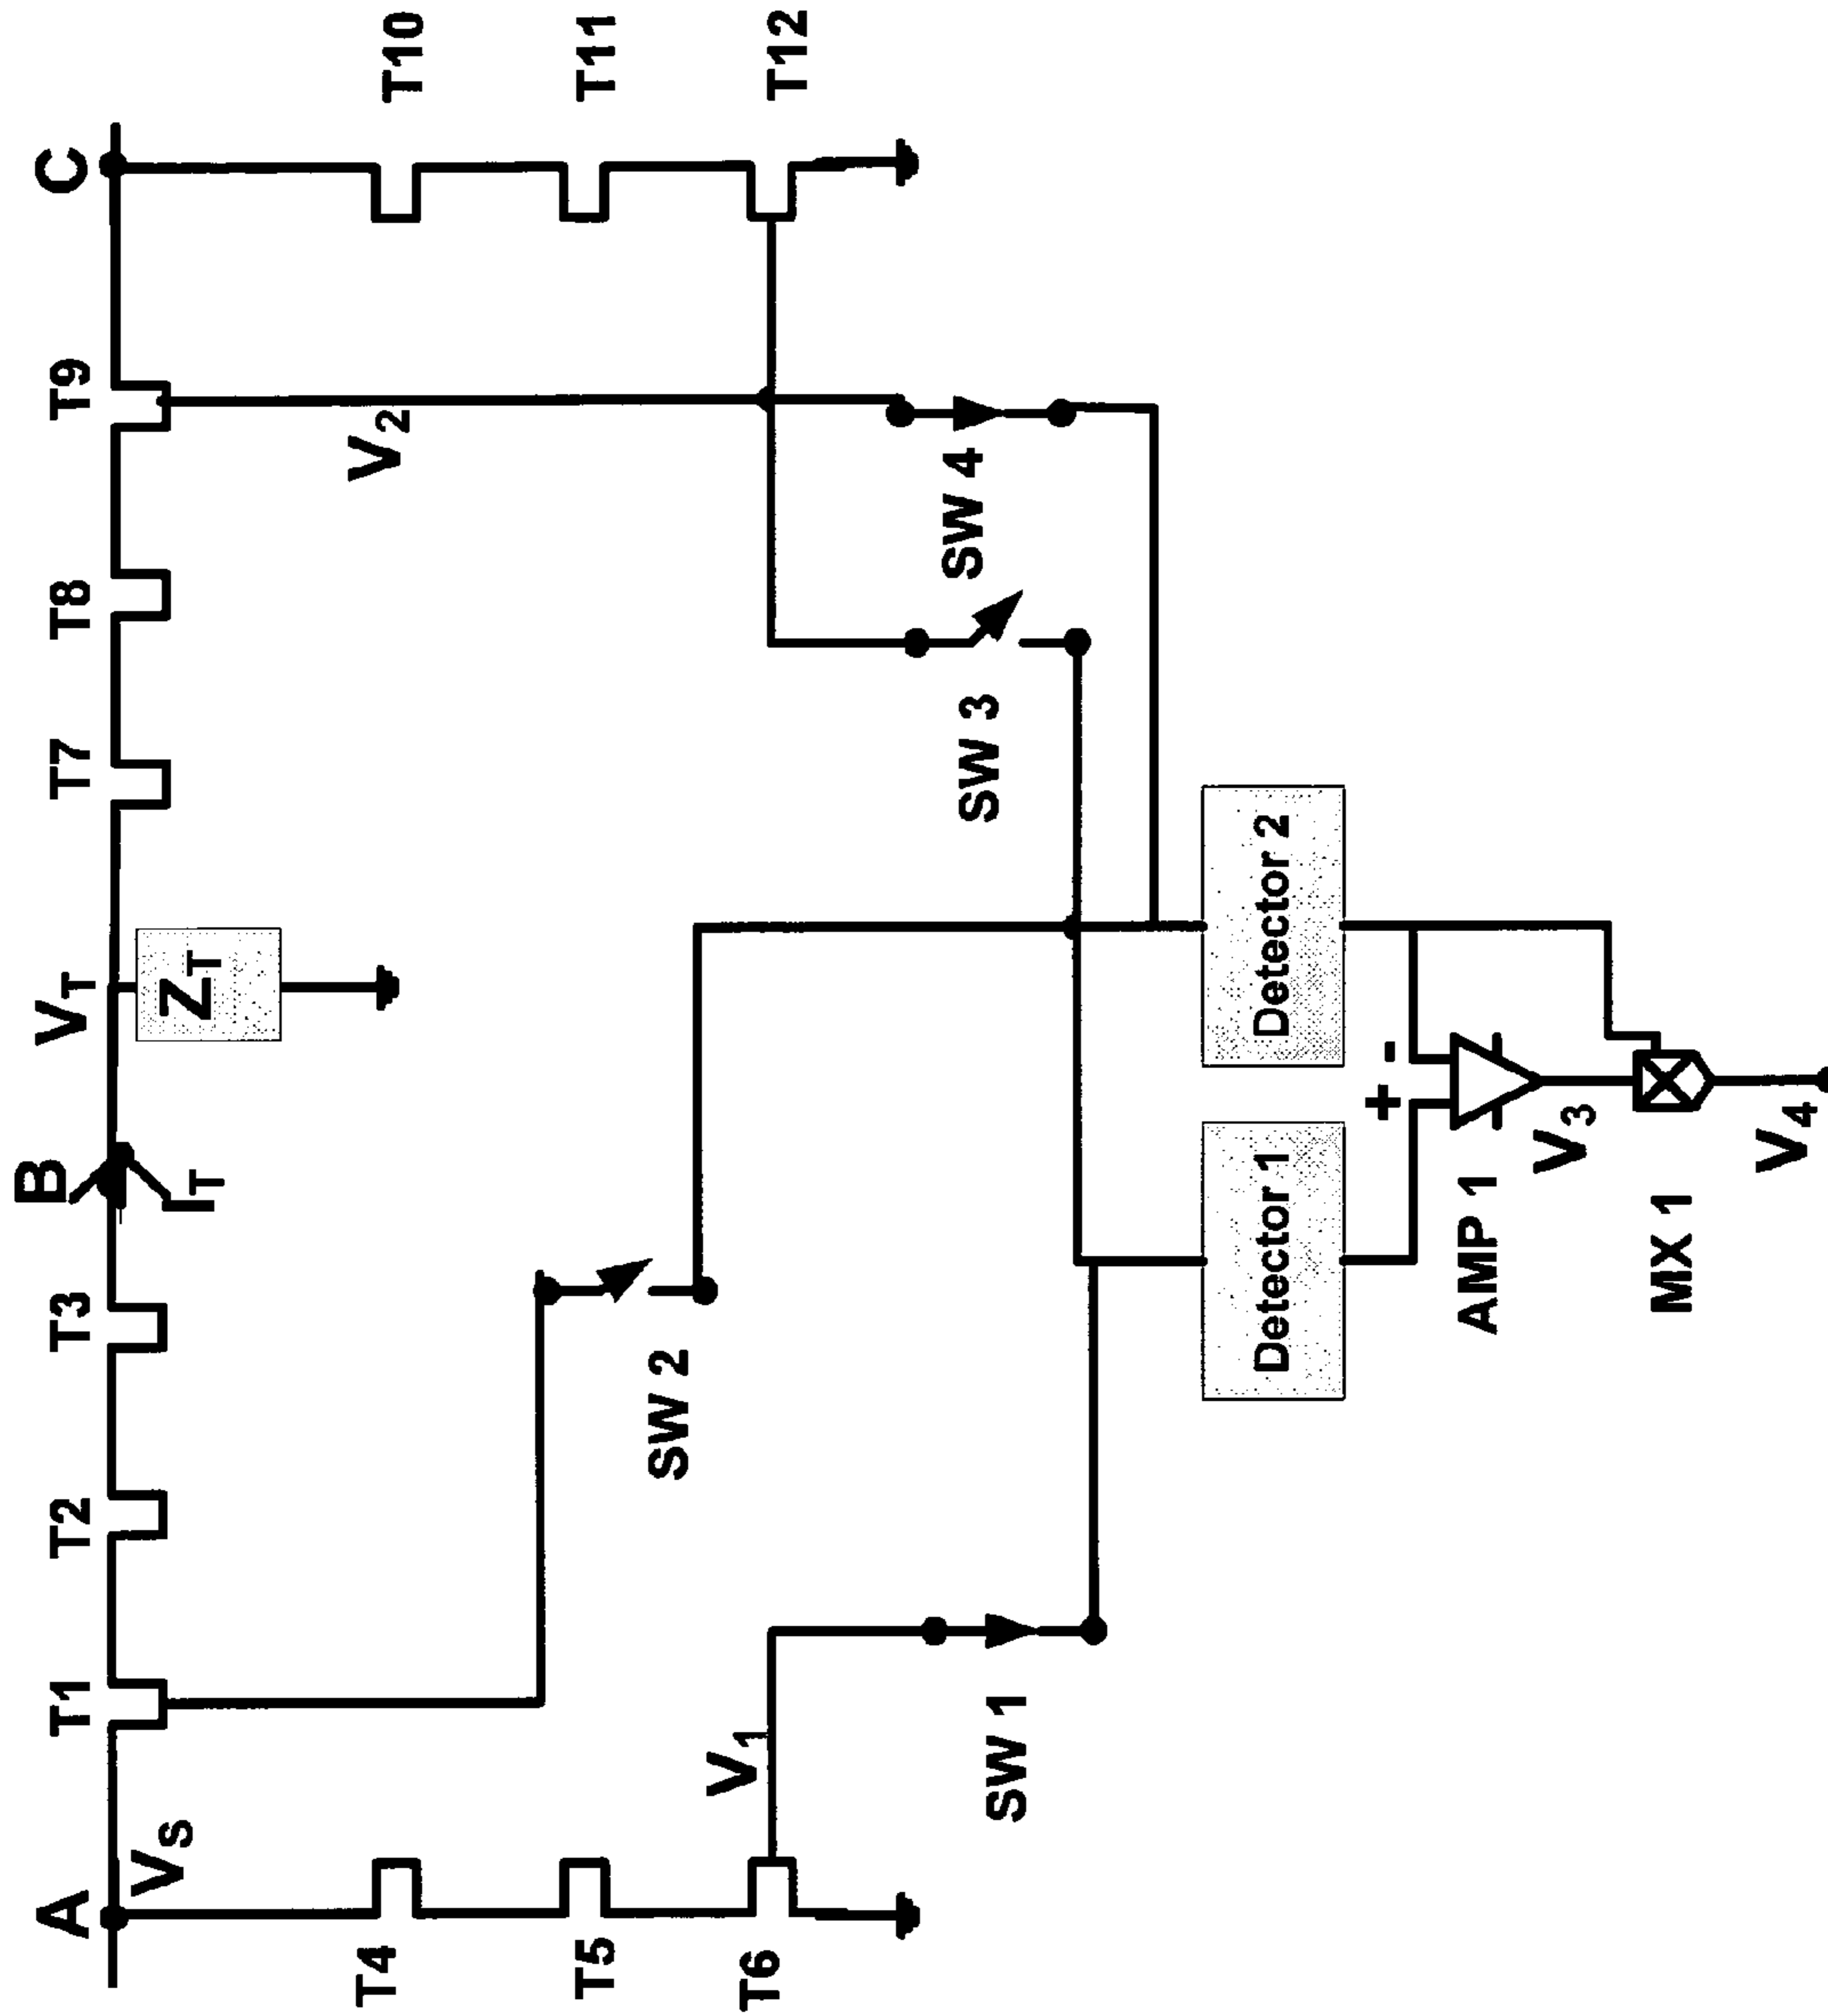 A
B
C
T1
T2
T3
V_T
T7
T8
T9
V_S
I_T
Z_T
T4
T10
V_2
T5
T11
SW 2
T6
V_1
T12
SW 1
SW 3
SW 4
Detector 1
Detector 2
+ -
AMP 1
V_3
MX 1
V_4